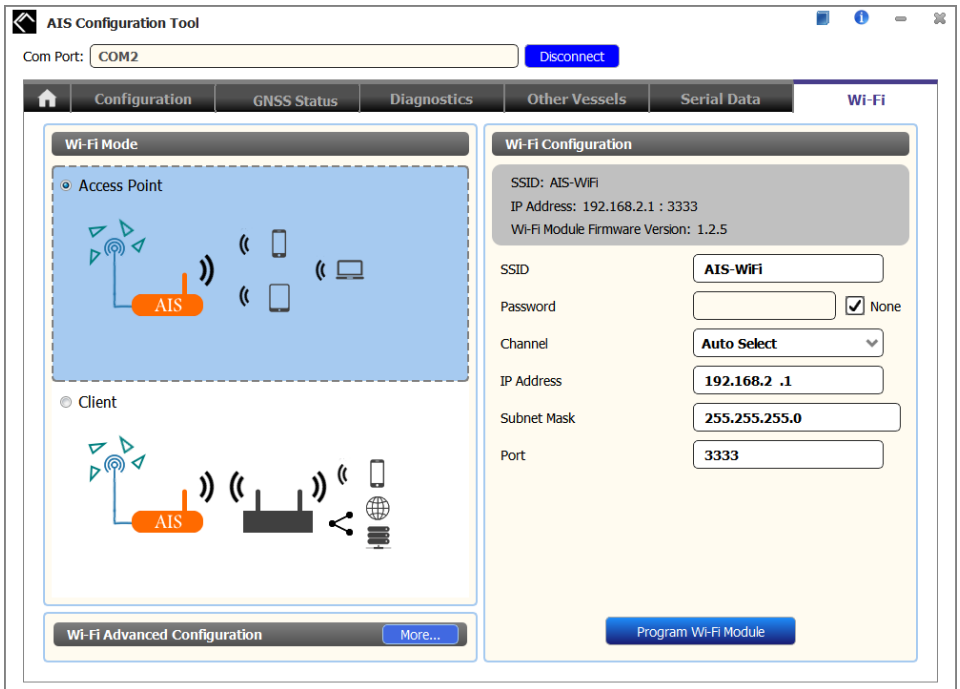 AIS Configuration Tool
Com Port: COM2 Disconnect
Configuration GNSS Status Diagnostics Other Vessels Serial Data Wi-Fi
Wi-Fi Mode
Access Point
AIS
Client
AIS
Wi-Fi Advanced Configuration More...
Wi-Fi Configuration
SSID: AIS-WiFi
IP Address: 192.168.2.1 : 3333
Wi-Fi Module Firmware Version: 1.2.5
SSID AIS-WiFi
Password None
Channel Auto Select
IP Address 192.168.2 .1
Subnet Mask 255.255.255.0
Port 3333
Program Wi-Fi Module